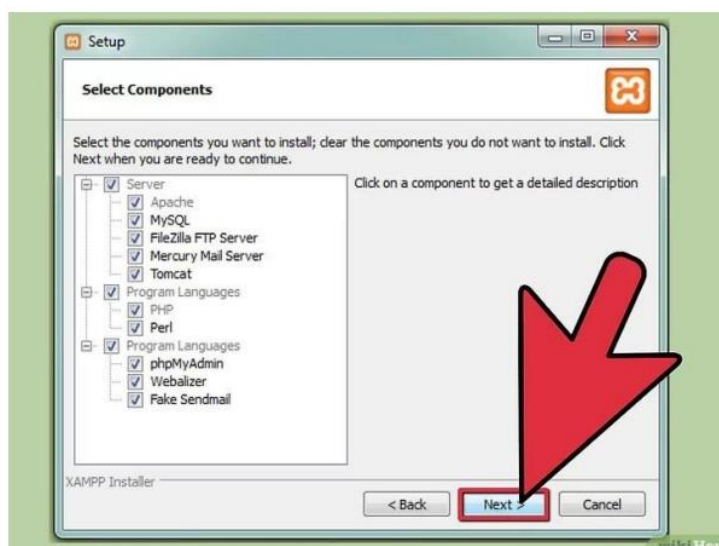 Setup
Select Components
Select the components you want to install; clear the components you do not want to install. Click
Next when you are ready to continue.
Server
Apache
MySQL
FileZilla FTP Server
Mercury Mail Server
Tomcat
Program Languages
PHP
Perl
Program Languages
phpMyAdmin
Webalizer
Fake Sendmail
Click on a component to get a detailed description
XAMPP Installer
< Back
Next >
Cancel